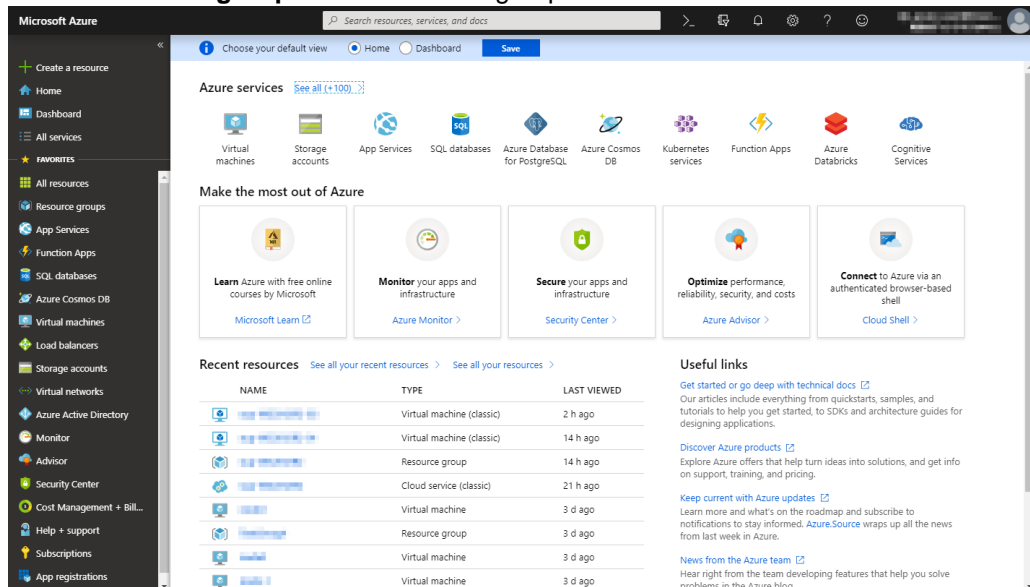 Microsoft Azure
Search resources, services, and docs
Choose your default view Home Dashboard Save
Create a resource
Home
Dashboard
All services
FAVORITES
All resources
Resource groups
App Services
Function Apps
SQL databases
Azure Cosmos DB
Virtual machines
Load balancers
Storage accounts
Virtual networks
Azure Active Directory
Monitor
Advisor
Security Center
Cost Management + Bill...
Help + support
Subscriptions
App registrations
Azure services See all (+100) >
Virtual machines
Storage accounts
App Services
SQL databases
Azure Database for PostgreSQL
Azure Cosmos DB
Kubernetes services
Function Apps
Azure Databricks
Cognitive Services
Make the most out of Azure
Learn Azure with free online
courses by Microsoft
Microsoft Learn
Monitor your apps and
infrastructure
Azure Monitor >
Secure your apps and
infrastructure
Security Center >
Optimize performance,
reliability, security, and costs
Azure Advisor >
Connect to Azure via an
authenticated browser-based
shell
Cloud Shell >
Recent resources See all your recent resources > See all your resources >
NAME TYPE LAST VIEWED
Virtual machine (classic) 2 h ago
Virtual machine (classic) 14 h ago
Resource group 14 h ago
Cloud service (classic) 21 h ago
Virtual machine 3 d ago
Resource group 3 d ago
Virtual machine 3 d ago
Virtual machine 3 d ago
Useful links
Get started or go deep with technical docs
Our articles include everything from quickstarts, samples, and
tutorials to help you get started, to SDKs and architecture guides for
designing applications.
Discover Azure products
Explore Azure offers that help turn ideas into solutions, and get info
on support, training, and pricing.
Keep current with Azure updates
Learn more and what's on the roadmap and subscribe to
notifications to stay informed. Azure.Source wraps up all the news
from last week in Azure.
News from the Azure team
Hear right from the team developing features that help you solve
problems in the Azure blog.